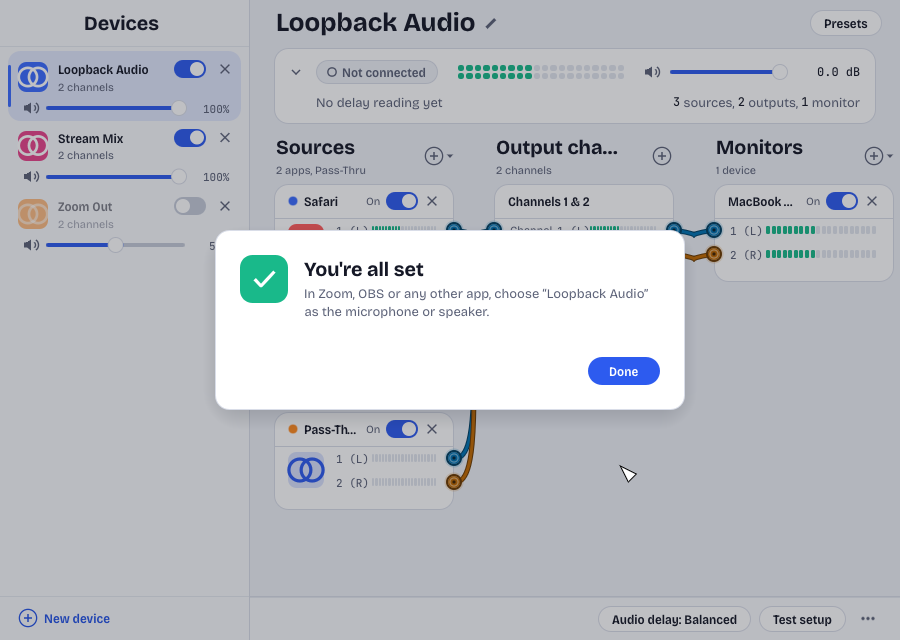 Devices
Loopback Audio
2 channels
100%
Stream Mix
2 channels
100%
Zoom Out
2 channels
New device
Loopback Audio
Presets
Not connected
0.0 dB
No delay reading yet
3 sources, 2 outputs, 1 monitor
Sources
2 apps, Pass-Thru
Output cha...
2 channels
Monitors
1 device
Safari
On
Channels 1 & 2
MacBook ...
On
1 (L)
Channel 1 (L)
1 (L)
2 (R)
You're all set
In Zoom, OBS or any other app, choose "Loopback Audio"
as the microphone or speaker.
Done
Pass-Th...
On
1 (L)
2 (R)
Audio delay: Balanced
Test setup